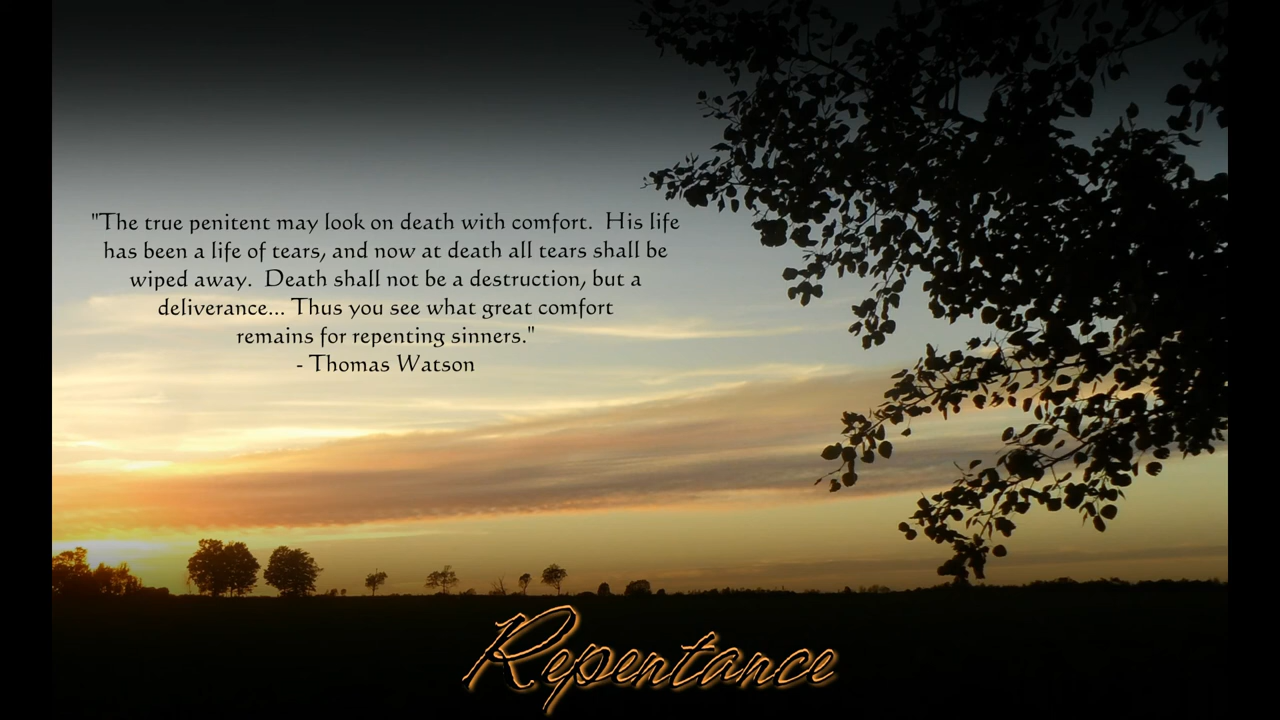 "The true penitent may look on death with comfort.  His life
has been a life of tears, and now at death all tears shall be
wiped away.  Death shall not be a destruction, but a
deliverance... Thus you see what great comfort
remains for repenting sinners."
- Thomas Watson
Repentance